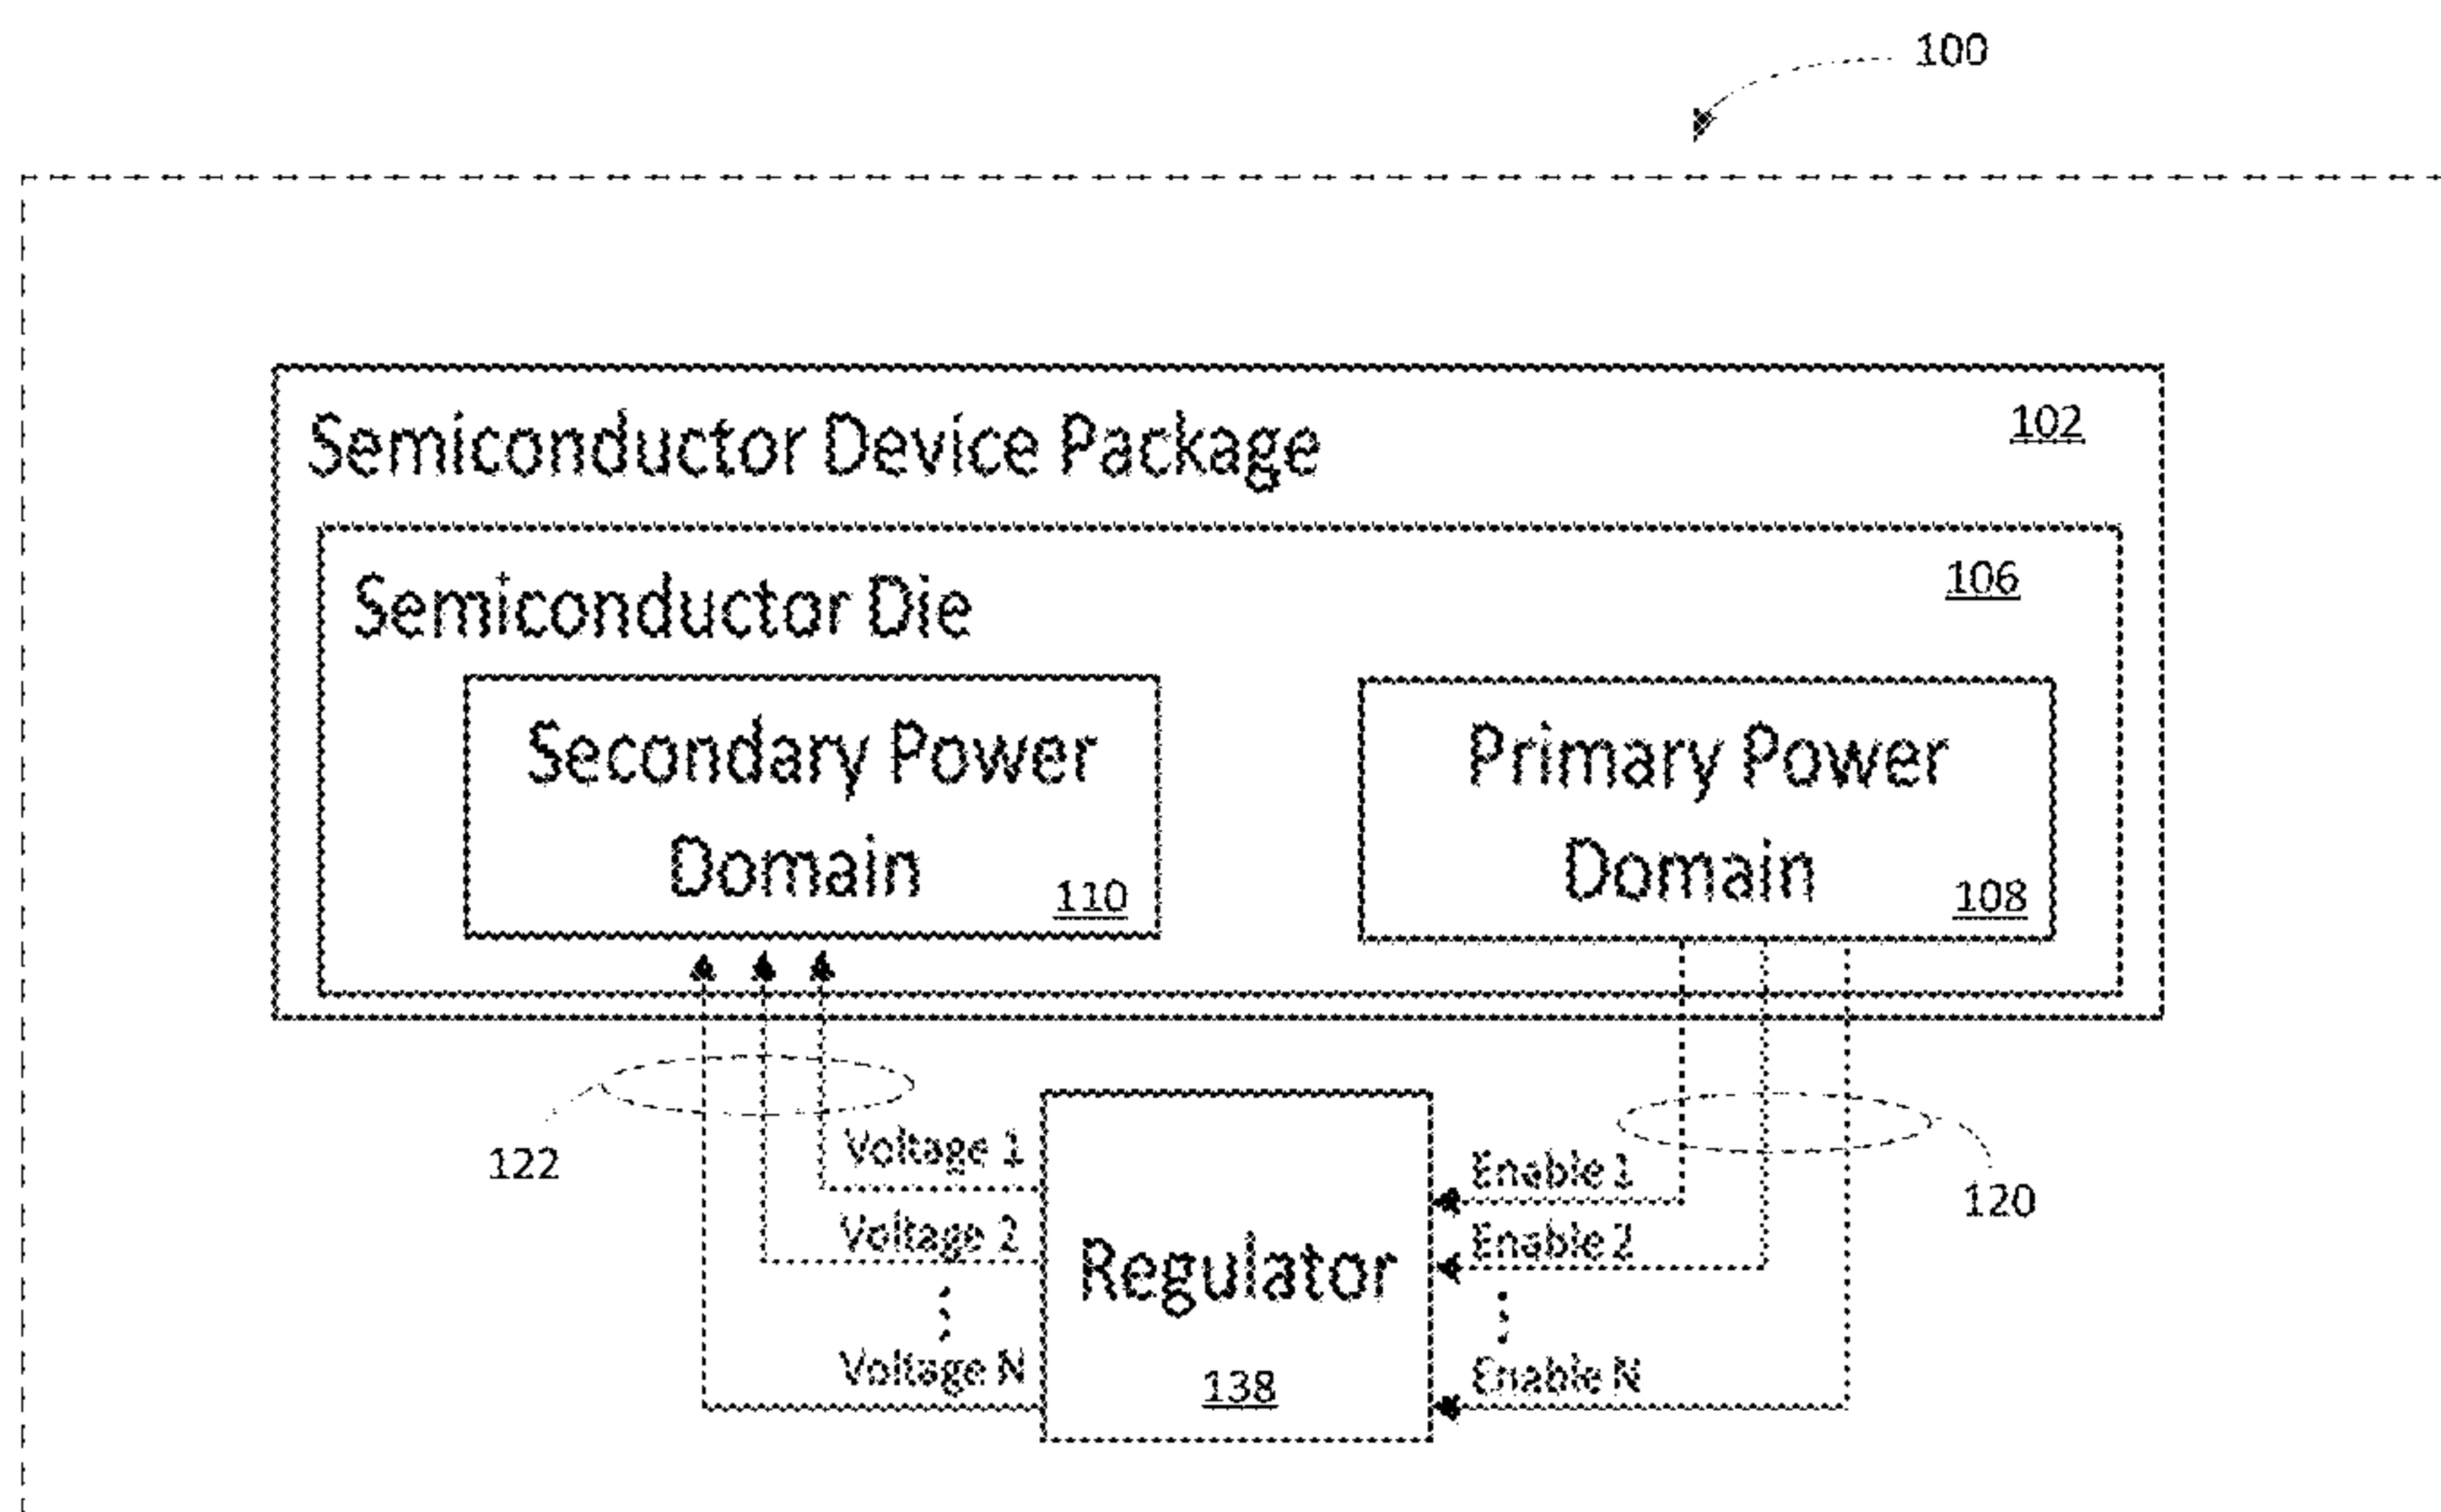 100
Semiconductor Device Package
102
Semiconductor Die
106
Secondary Power
Domain
110
Primary Power
Domain
108
122
Voltage 1
Voltage 2
Voltage N
Regulator
138
Enable 1
Enable 2
Enable N
120